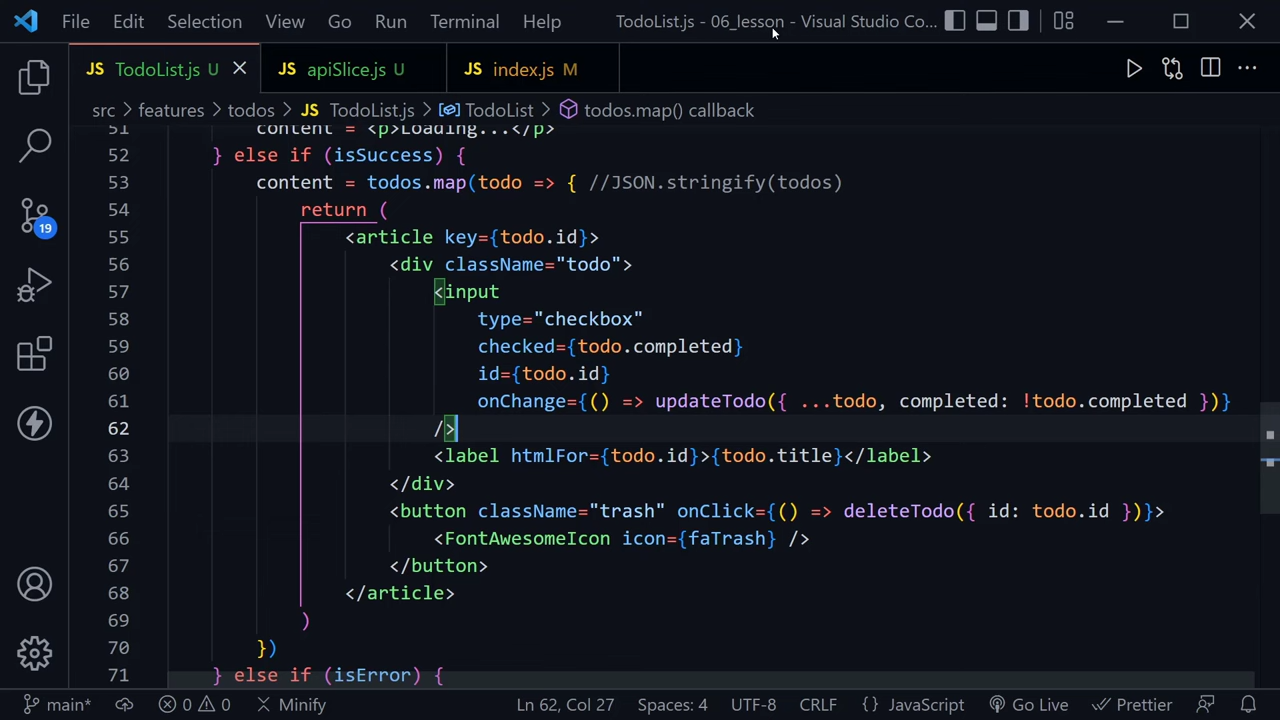 File Edit Selection View Go Run Terminal Help TodoList.js - 06_lesson - Visual Studio Co...
JS TodoList.js U JS apiSlice.js U JS index.js M
src > features > todos > JS TodoList.js > TodoList > todos.map() callback
51 content = <p>Loading...</p>
52 } else if (isSuccess) {
53 content = todos.map(todo => { //JSON.stringify(todos)
54 return (
55 <article key={todo.id}>
56 <div className="todo">
57 <input
58 type="checkbox"
59 checked={todo.completed}
60 id={todo.id}
61 onChange={() => updateTodo({ ...todo, completed: !todo.completed })}
62 />
63 <label htmlFor={todo.id}>{todo.title}</label>
64 </div>
65 <button className="trash" onClick={() => deleteTodo({ id: todo.id })}>
66 <FontAwesomeIcon icon={faTrash} />
67 </button>
68 </article>
69 )
70 })
71 } else if (isError) {
19
main* 0 0 Minify Ln 62, Col 27 Spaces: 4 UTF-8 CRLF {} JavaScript Go Live Prettier